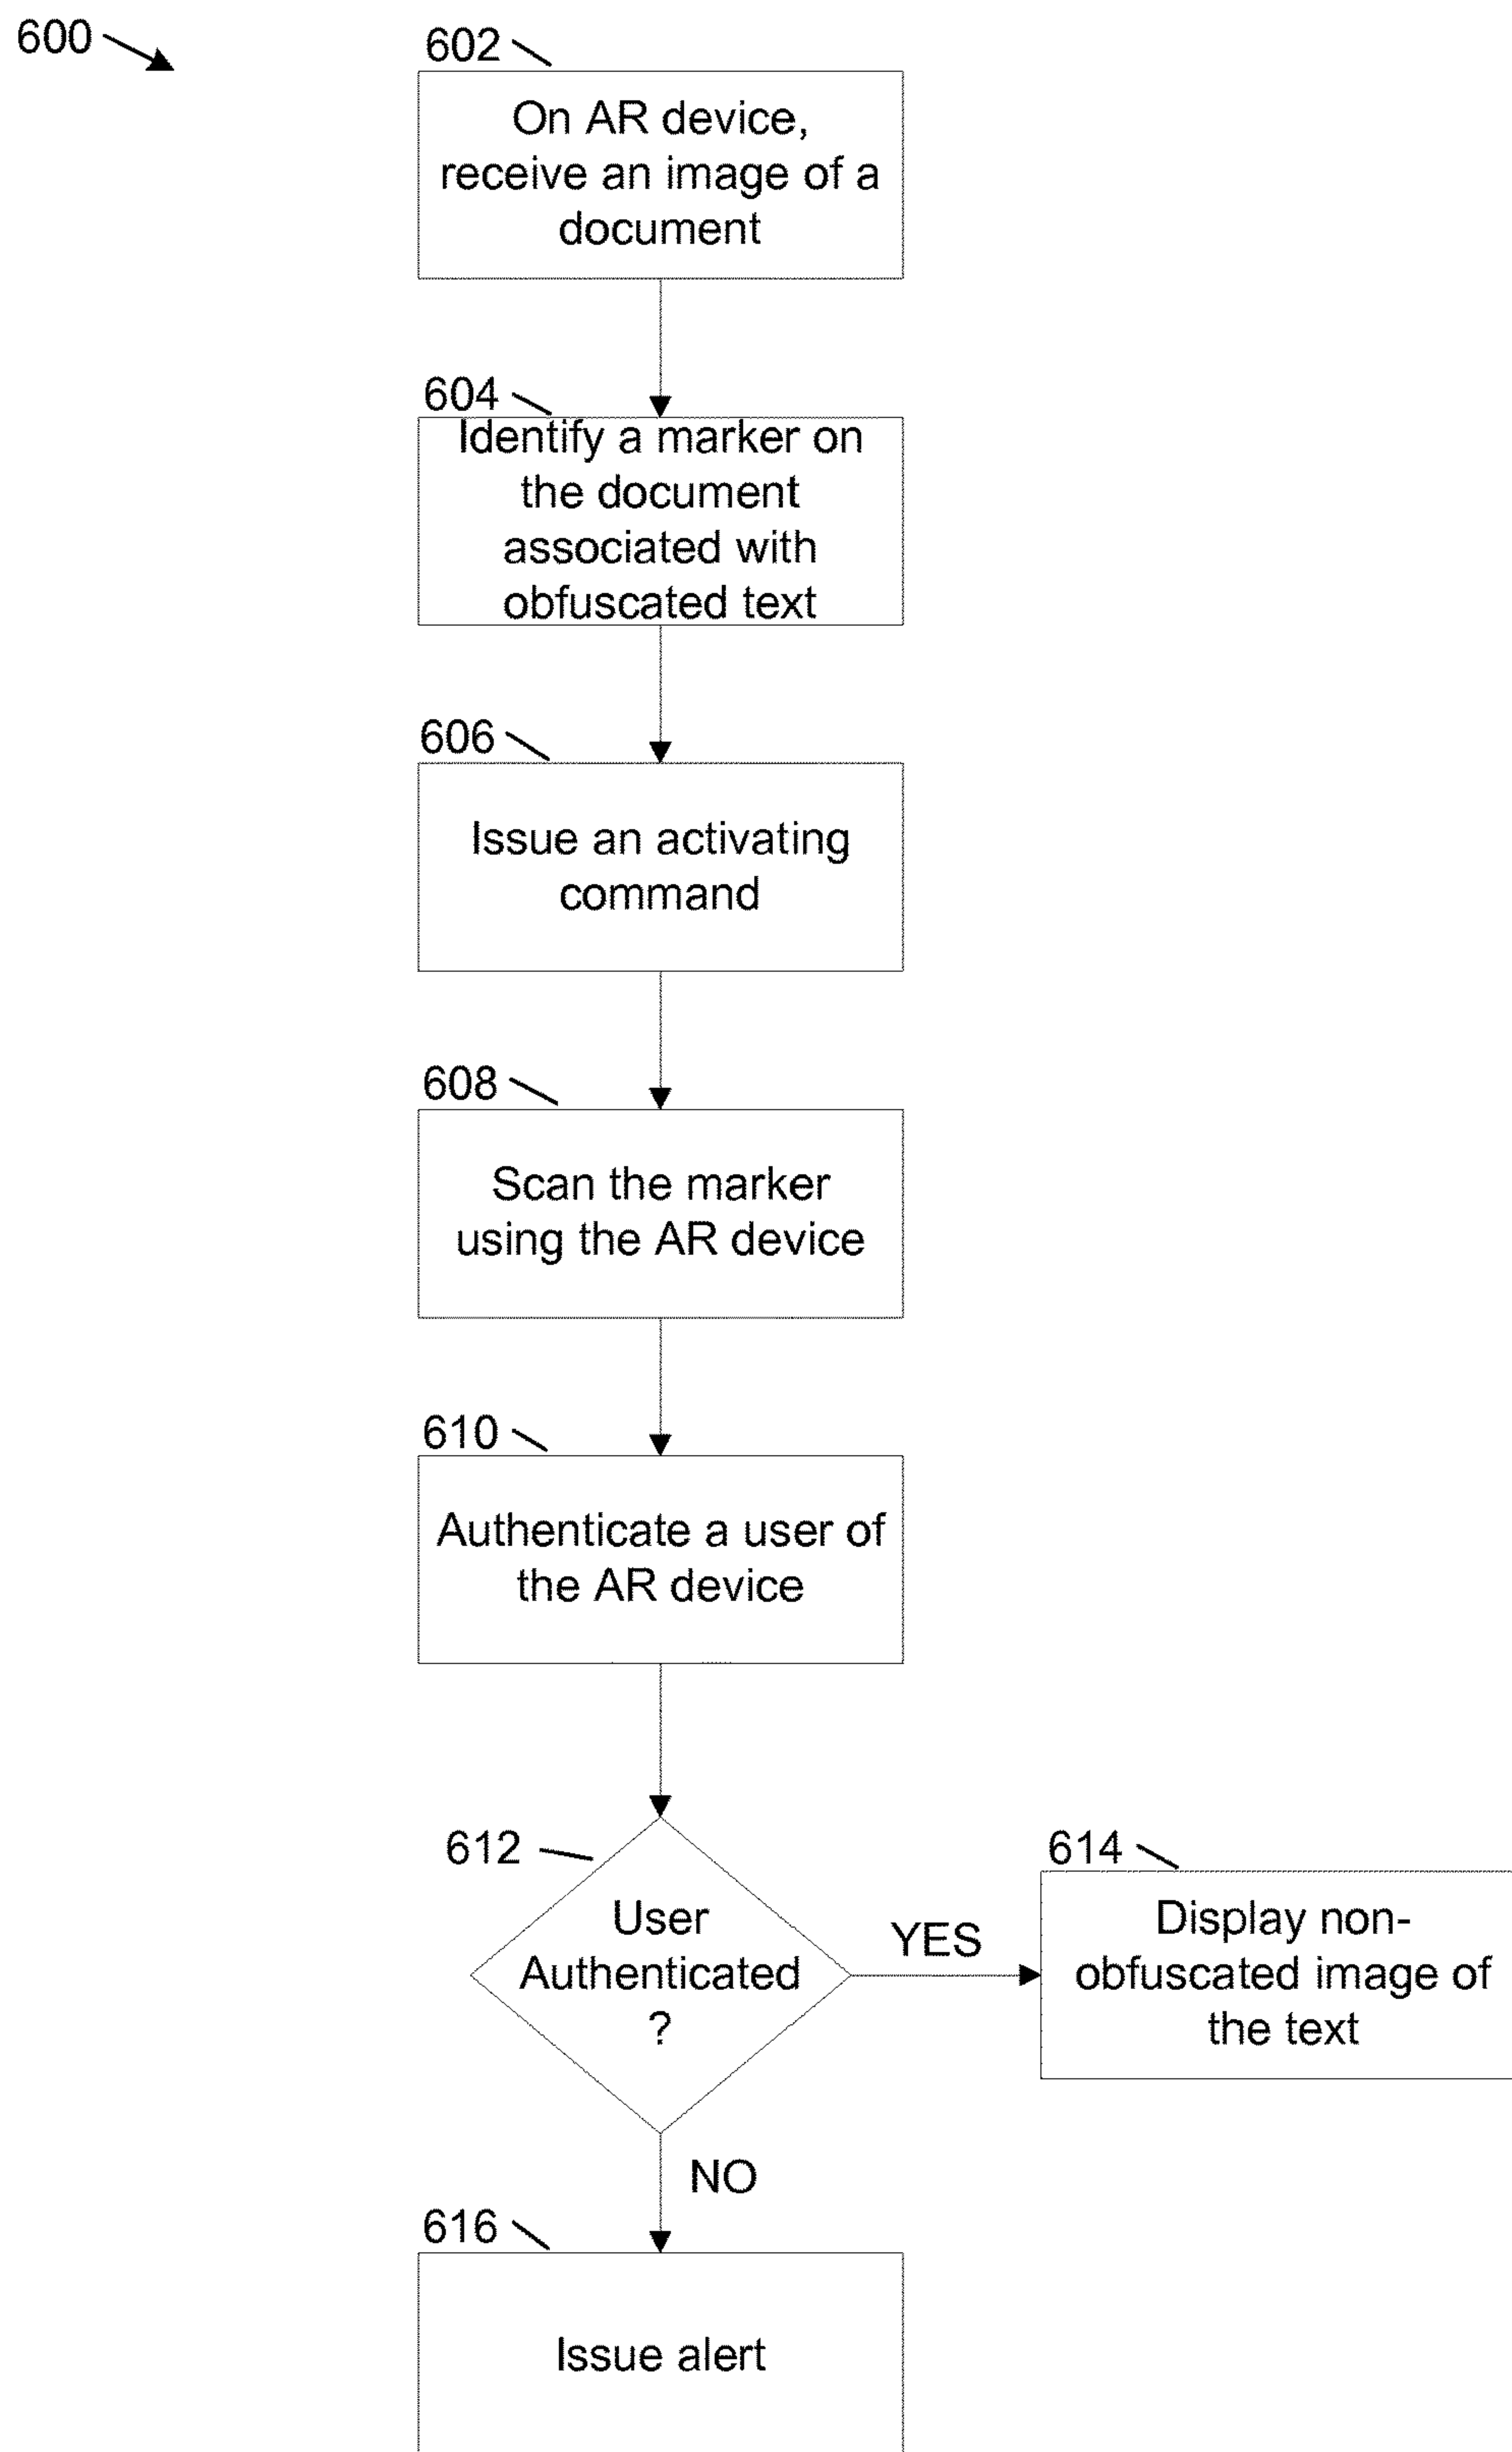 600
602
On AR device,
receive an image of a
document
604
Identify a marker on
the document
associated with
obfuscated text
606
Issue an activating
command
608
Scan the marker
using the AR device
610
Authenticate a user of
the AR device
612
User
Authenticated
?
YES
614
Display non-
obfuscated image of
the text
NO
616
Issue alert